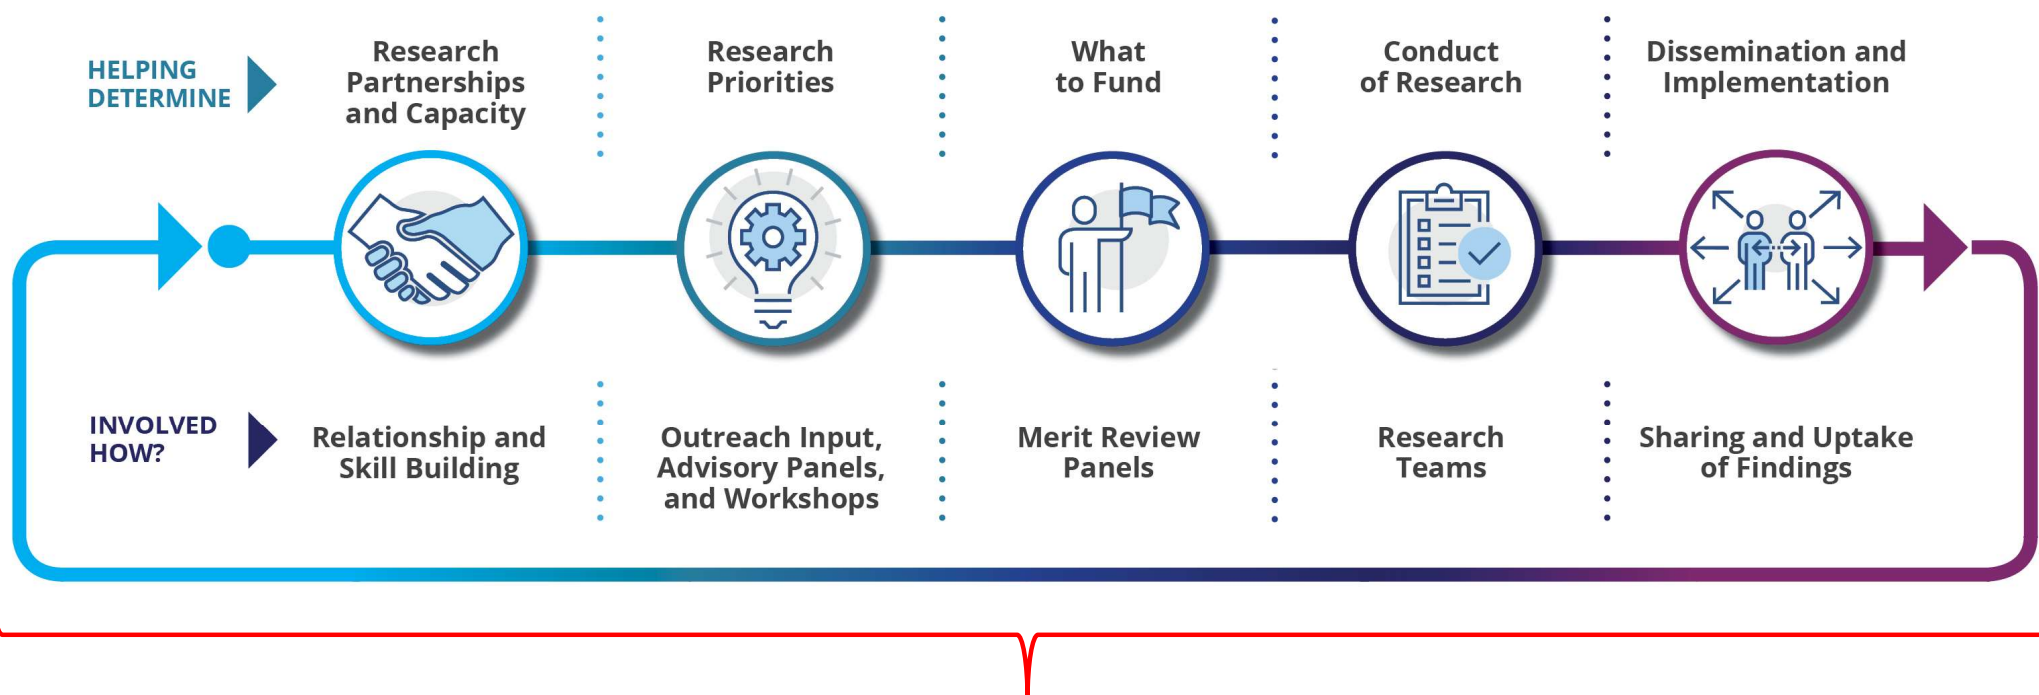 HELPING
DETERMINE
Research
Partnerships
and Capacity
Research
Priorities
What
to Fund
Conduct
of Research
Dissemination and
Implementation
INVOLVED
HOW?
Relationship and
Skill Building
Outreach Input,
Advisory Panels,
and Workshops
Merit Review
Panels
Research
Teams
Sharing and Uptake
of Findings